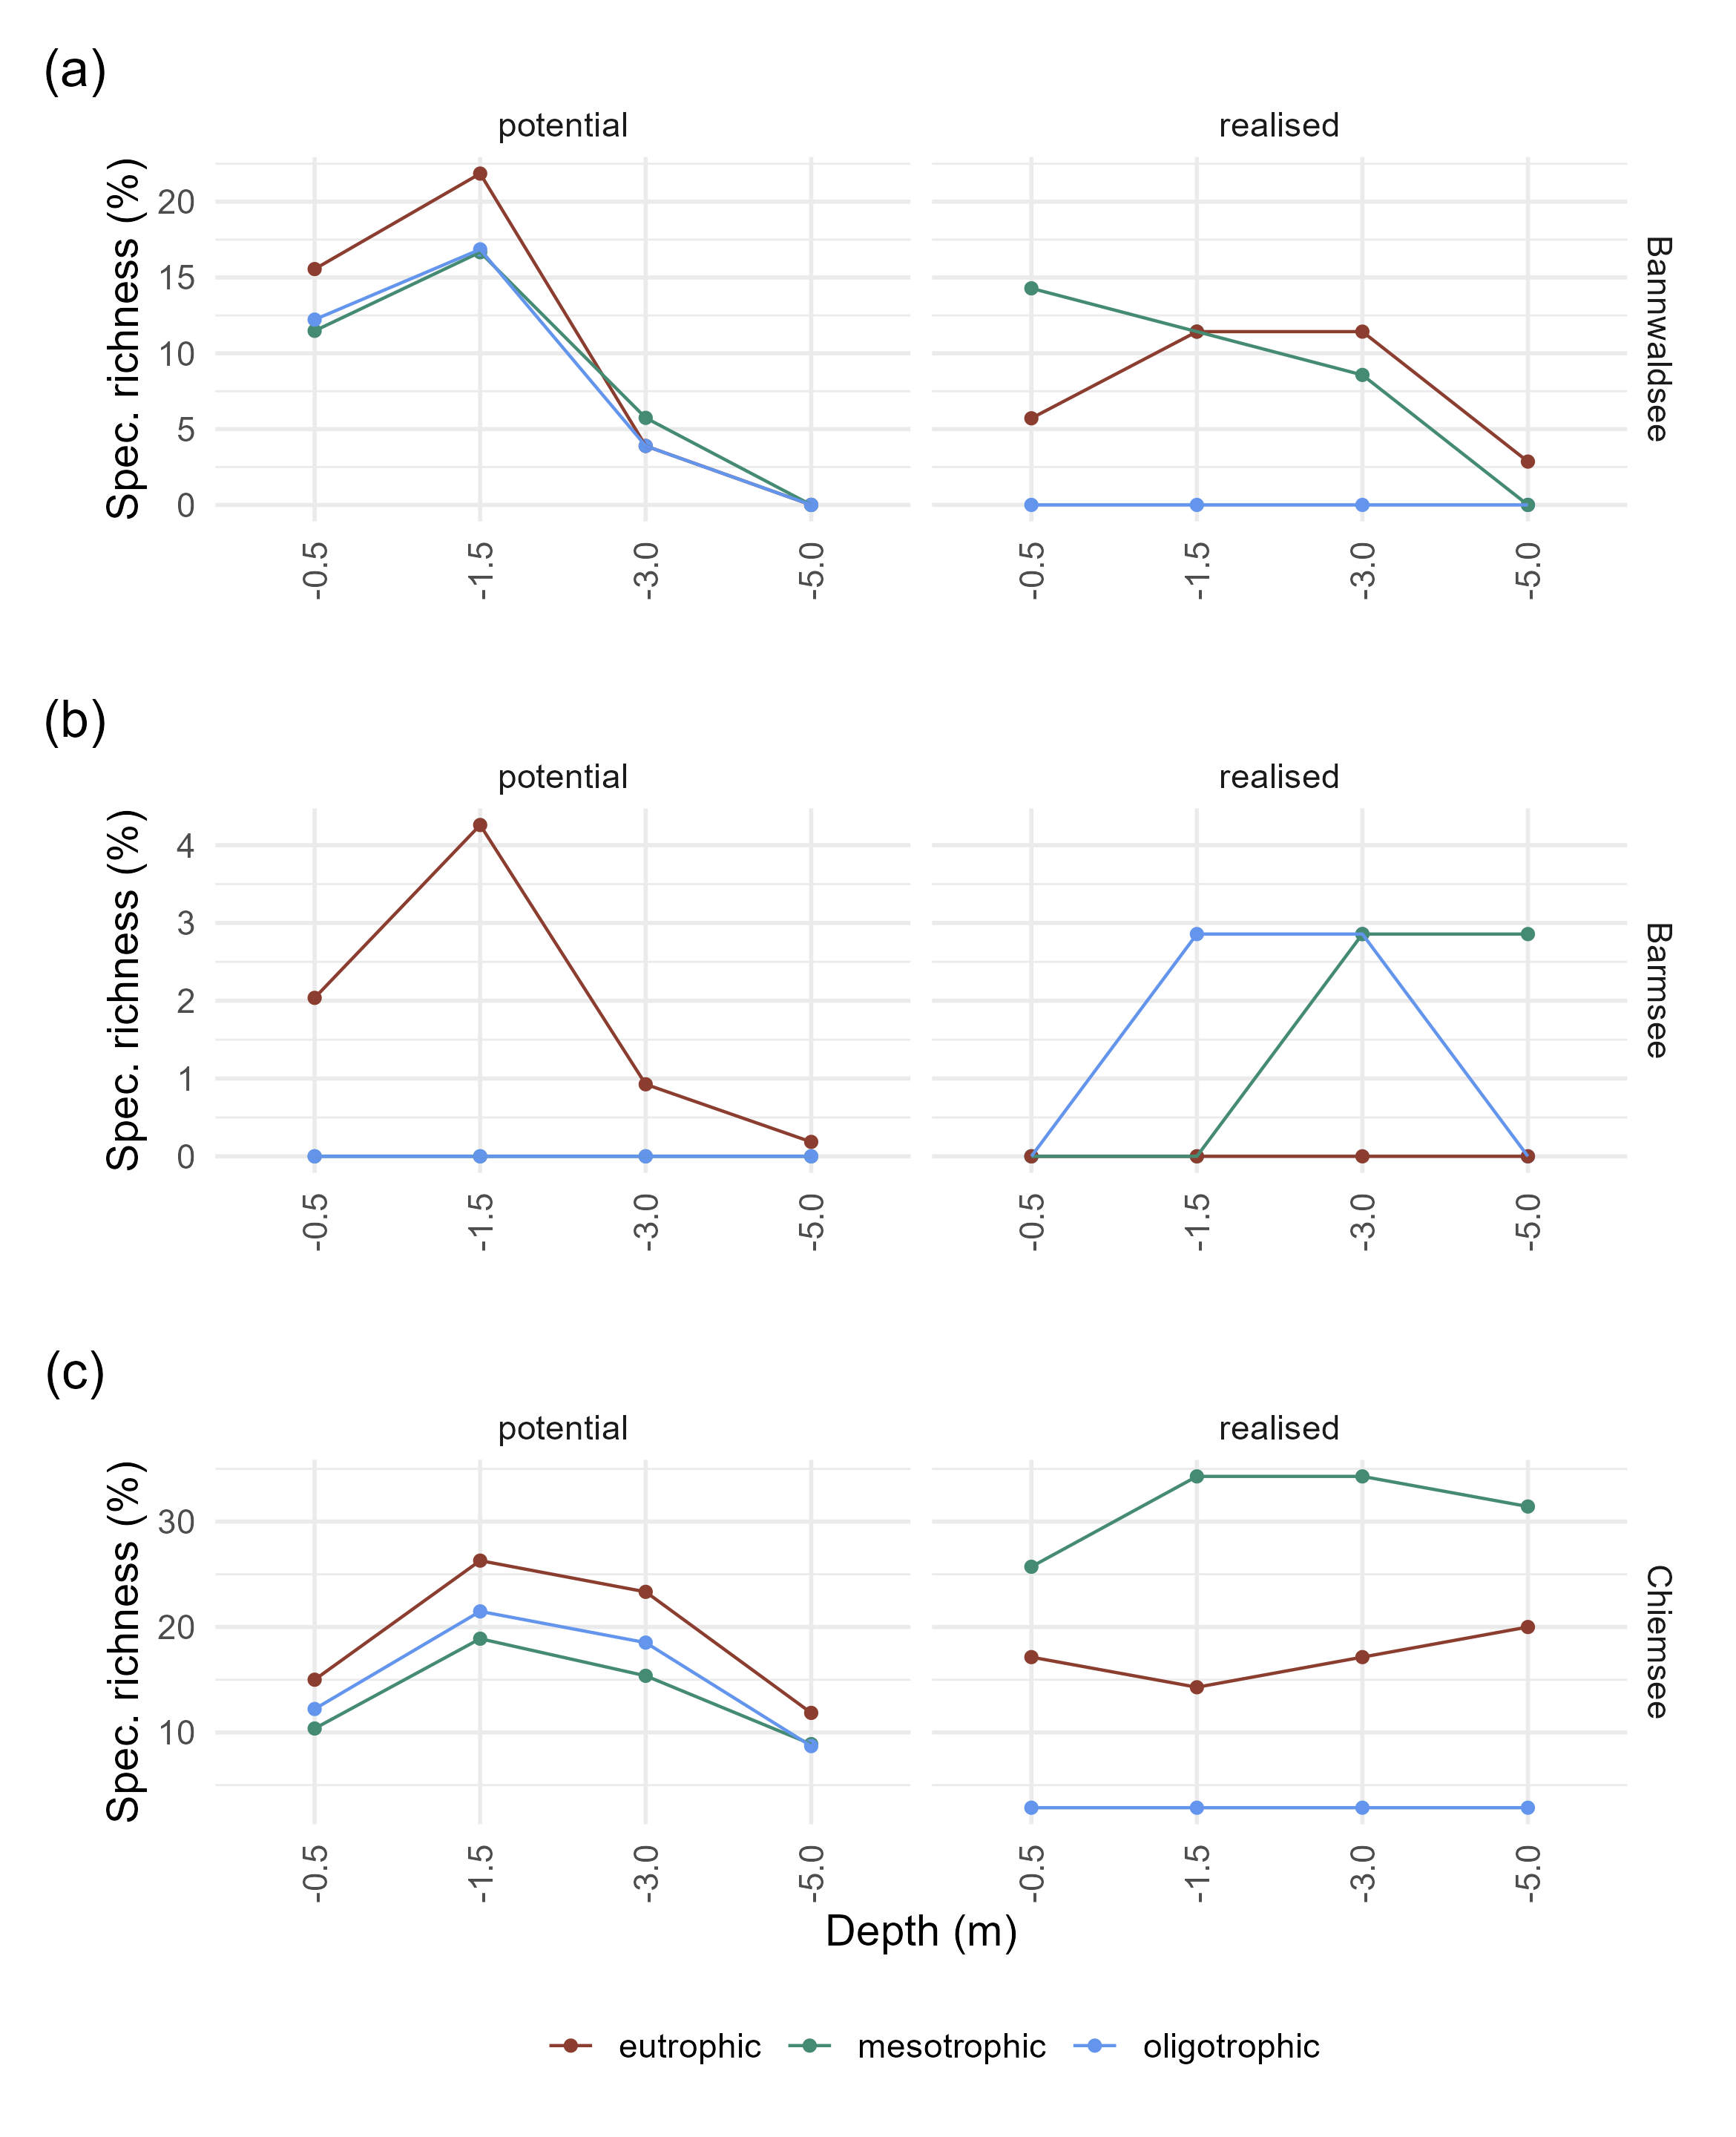 (a)
potential
realised
Spec. richness (%)
20
15
10
5
0
Bannwaldsee
-0.5
-1.5
-3.0
-5.0
-0.5
-1.5
-3.0
-5.0
(b)
potential
realised
Spec. richness (%)
4
3
2
1
0
Barmsee
-0.5
-1.5
-3.0
-5.0
-0.5
-1.5
-3.0
-5.0
(c)
potential
realised
Spec. richness (%)
30
20
10
Chiemsee
-0.5
-1.5
-3.0
-5.0
-0.5
-1.5
-3.0
-5.0
Depth (m)
eutrophic
mesotrophic
oligotrophic